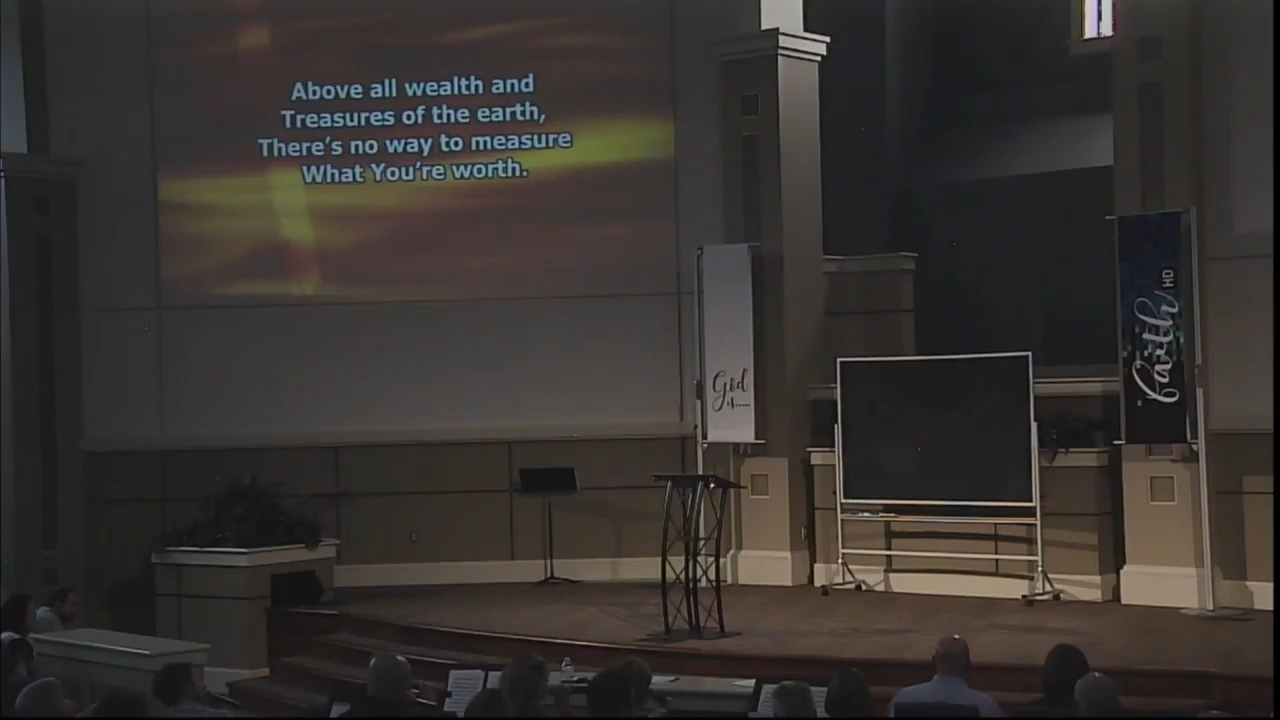 Above all wealth and
Treasures of the earth,
There's no way to measure
What You're worth.
God
is.....
faith
HD